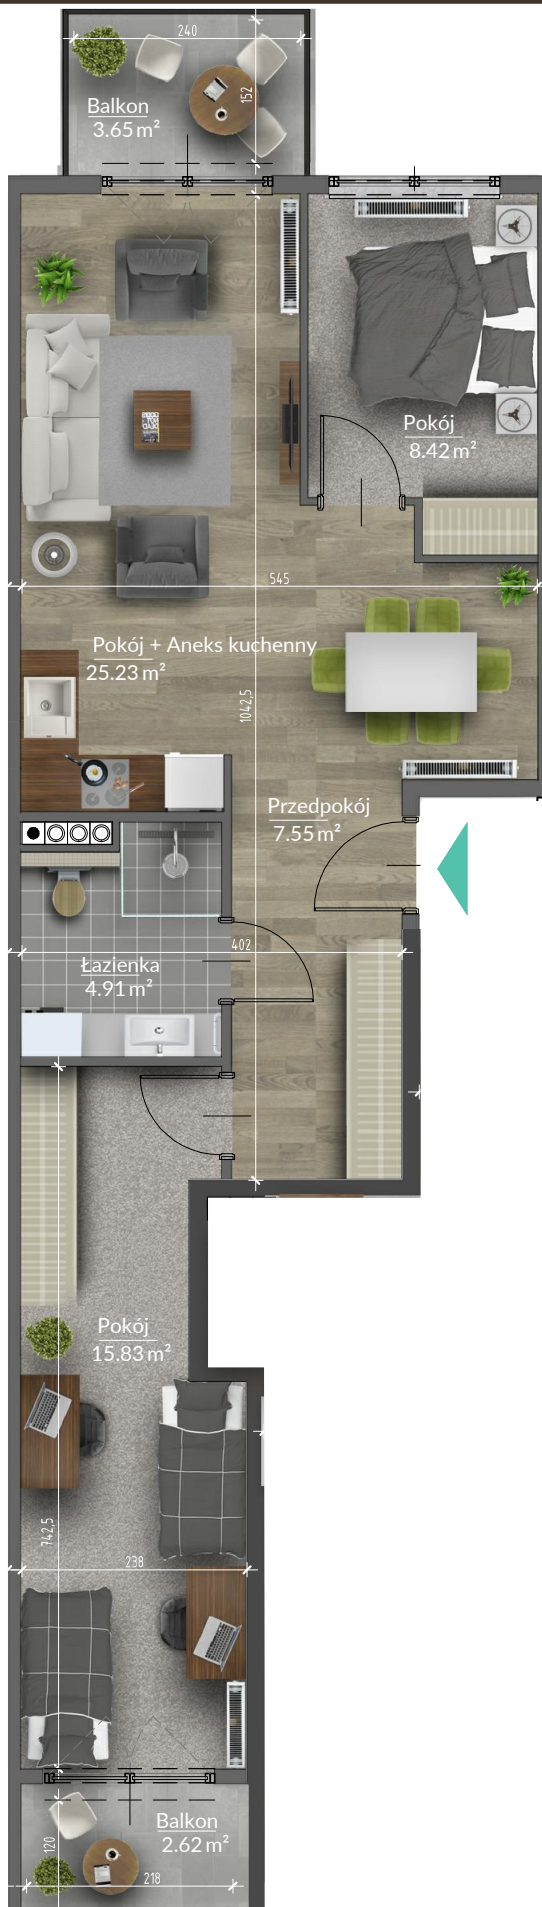 240
Balkon
3.65 m²
152
Pokój
8.42 m²
545
Pokój + Aneks kuchenny
25.23 m²
1042,5
Przedpokój
7.55 m²
402
Łazienka
4.91 m²
Pokój
15.83 m²
742,5
238
Balkon
2.62 m²
120
218